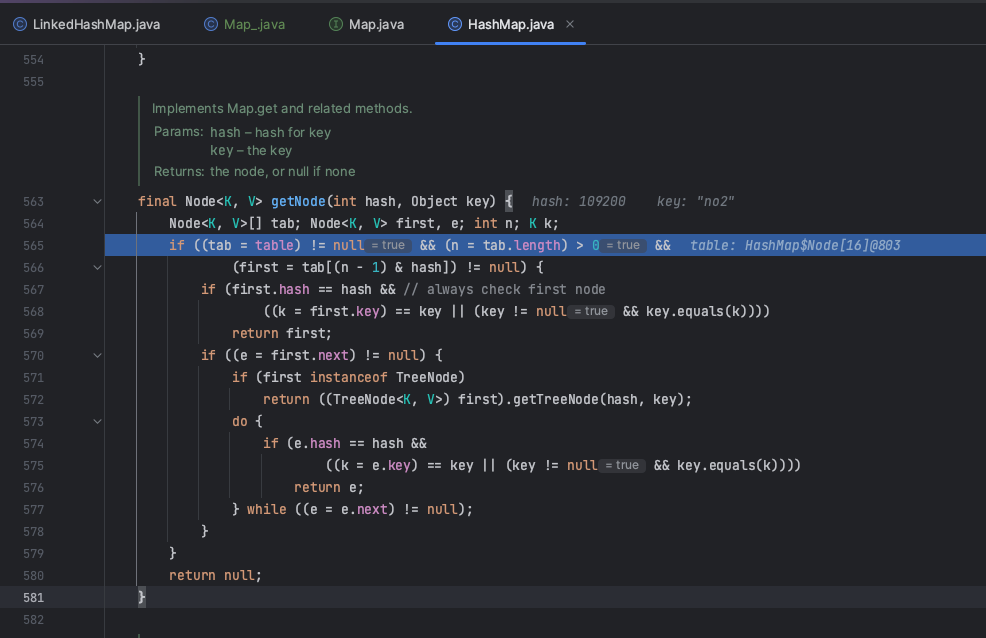 LinkedHashMap.java Map_.java Map.java HashMap.java ×
554 }
555
Implements Map.get and related methods.
Params: hash – hash for key
key – the key
Returns: the node, or null if none
563 final Node<K, V> getNode(int hash, Object key) { hash: 109200 key: "no2"
564 Node<K, V>[] tab; Node<K, V> first, e; int n; K k;
565 if ((tab = table) != null = true && (n = tab.length) > 0 = true && table: HashMap$Node[16]@803
566 (first = tab[(n - 1) & hash]) != null) {
567 if (first.hash == hash && // always check first node
568 ((k = first.key) == key || (key != null = true && key.equals(k))))
569 return first;
570 if ((e = first.next) != null) {
571 if (first instanceof TreeNode)
572 return ((TreeNode<K, V>) first).getTreeNode(hash, key);
573 do {
574 if (e.hash == hash &&
575 ((k = e.key) == key || (key != null = true && key.equals(k))))
576 return e;
577 } while ((e = e.next) != null);
578 }
579 }
580 return null;
581 }
582